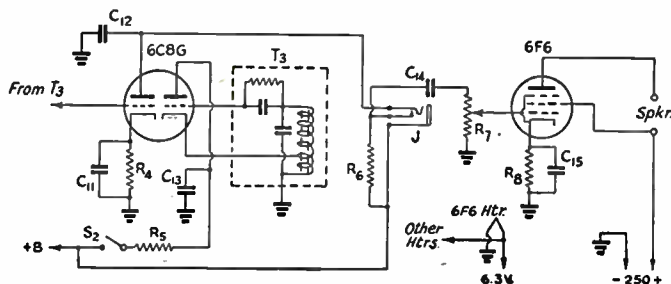 C12
6C8G
T3
6F6
From T3
C14
Spkr.
R7
J
C11
R4
C13
R6
R8
C15
S2
R5
+B
6F6 Htr.
Other
Htrs.
6.3V.
- 250 +